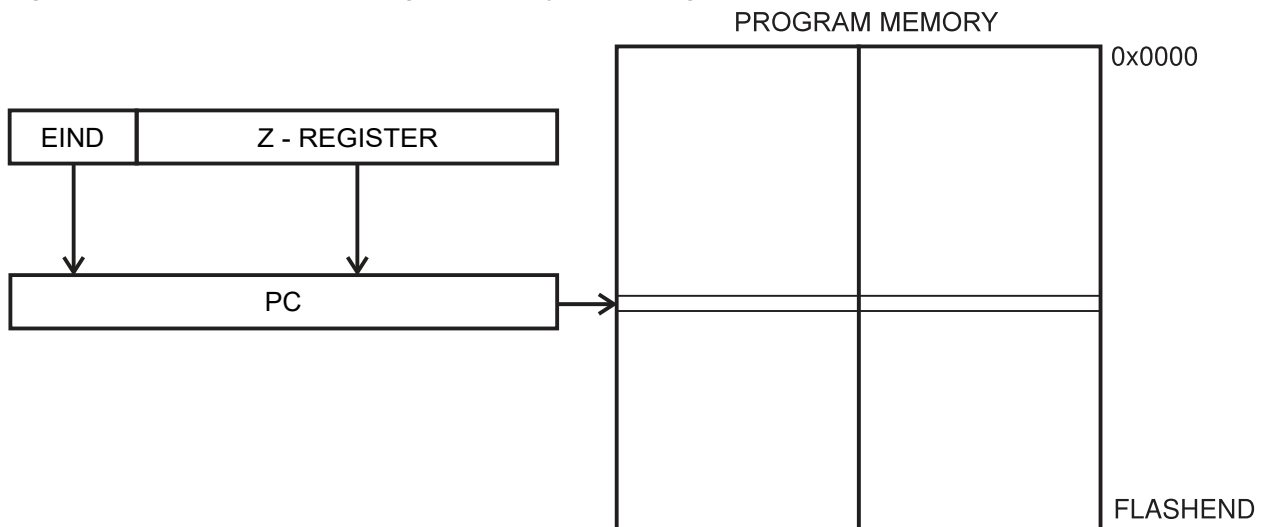 PROGRAM MEMORY
0x0000
EIND
Z - REGISTER
PC
FLASHEND